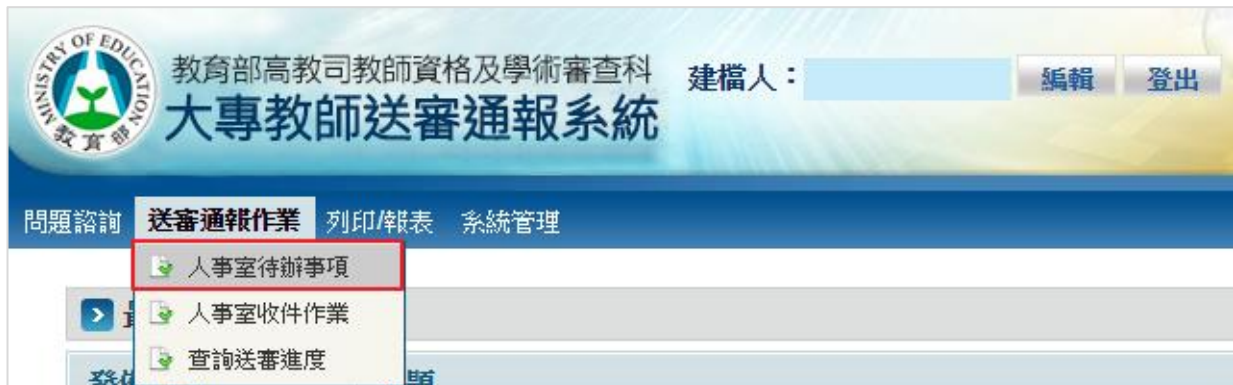 MINISTRY OF EDUCATION
教育部
教育部高教司教師資格及學術審查科
大專教師送審通報系統
建檔人：
編輯
登出
問題諮詢 送審通報作業 列印/報表 系統管理
人事室待辦事項
人事室收件作業
查詢送審進度